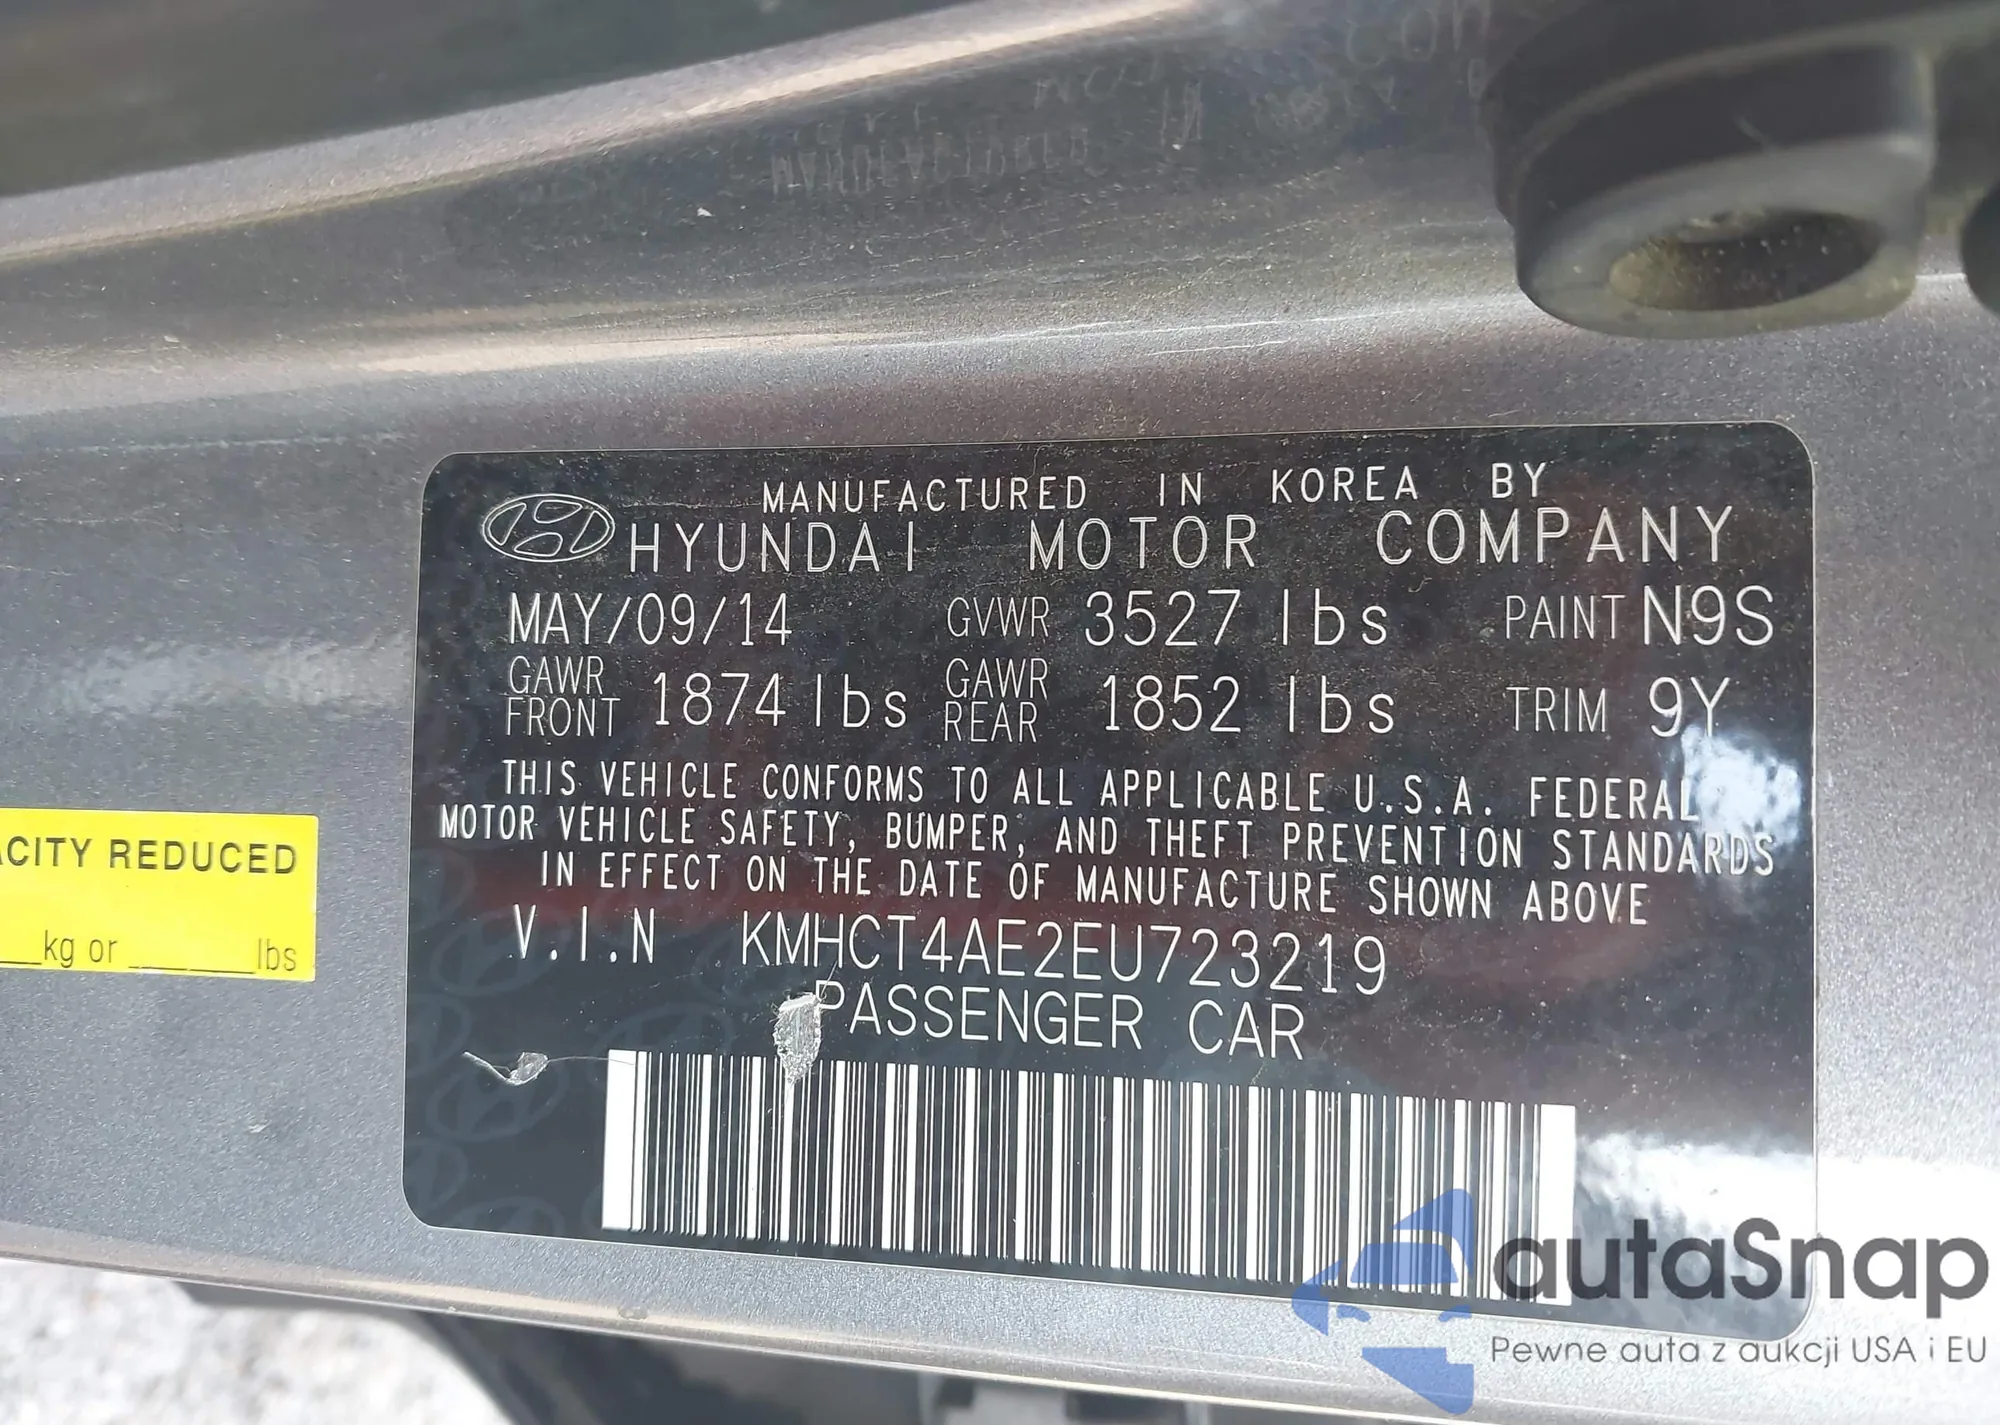 MANUFACTURED IN KOREA BY
HYUNDAI MOTOR COMPANY
MAY/09/14 GVWR 3527 lbs PAINT N9S
GAWR FRONT 1874 lbs GAWR REAR 1852 lbs TRIM 9Y
THIS VEHICLE CONFORMS TO ALL APPLICABLE U.S.A. FEDERAL
MOTOR VEHICLE SAFETY, BUMPER, AND THEFT PREVENTION STANDARDS
IN EFFECT ON THE DATE OF MANUFACTURE SHOWN ABOVE
V.I.N KMHCT4AE2EU723219
PASSENGER CAR
REDUCED
kg or lbs
autaSnap
Pewne auta z aukcji USA i EU